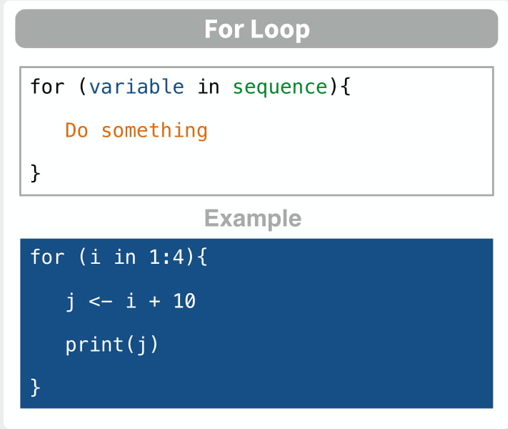 For Loop
for (variable in sequence){
Do something
}
Example
for (i in 1:4){
j <- i + 10
print(j)
}